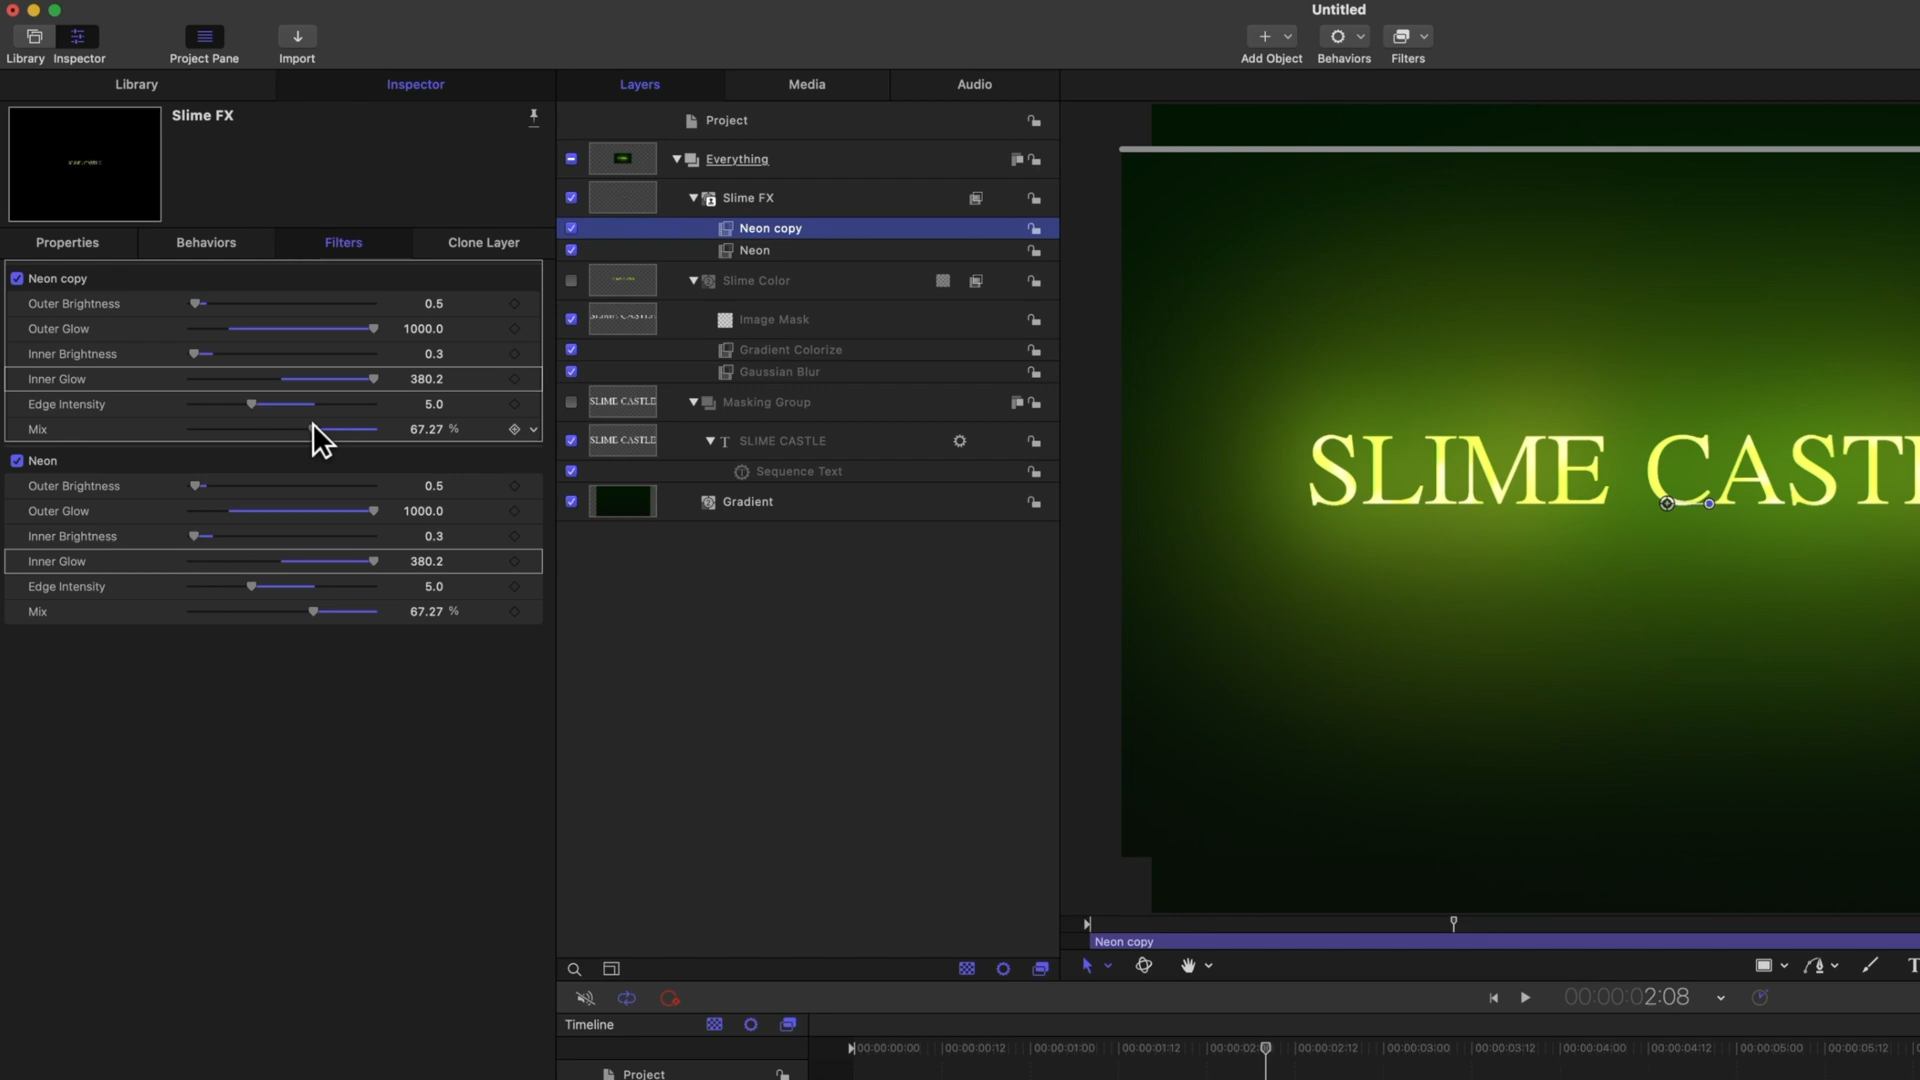 Untitled
Library
Inspector
Project Pane
Import
Add Object
Behaviors
Filters
Library
Inspector
Layers
Media
Audio
Slime FX
Project
Everything
Slime FX
Neon copy
Neon
Slime Color
Image Mask
Gradient Colorize
Gaussian Blur
SLIME CASTLE
Masking Group
SLIME CASTLE
T SLIME CASTLE
Sequence Text
Gradient
Properties
Behaviors
Filters
Clone Layer
Neon copy
Outer Brightness 0.5
Outer Glow 1000.0
Inner Brightness 0.3
Inner Glow 380.2
Edge Intensity 5.0
Mix 67.27 %
Neon
Outer Brightness 0.5
Outer Glow 1000.0
Inner Brightness 0.3
Inner Glow 380.2
Edge Intensity 5.0
Mix 67.27 %
SLIME CASTL
Neon copy
T
00:00:02:08
Timeline
00:00:00:00 00:00:00:12 00:00:01:00 00:00:01:12 00:00:02:00 00:00:02:12 00:00:03:00 00:00:03:12 00:00:04:00 00:00:04:12 00:00:05:00 00:00:05:12
Project